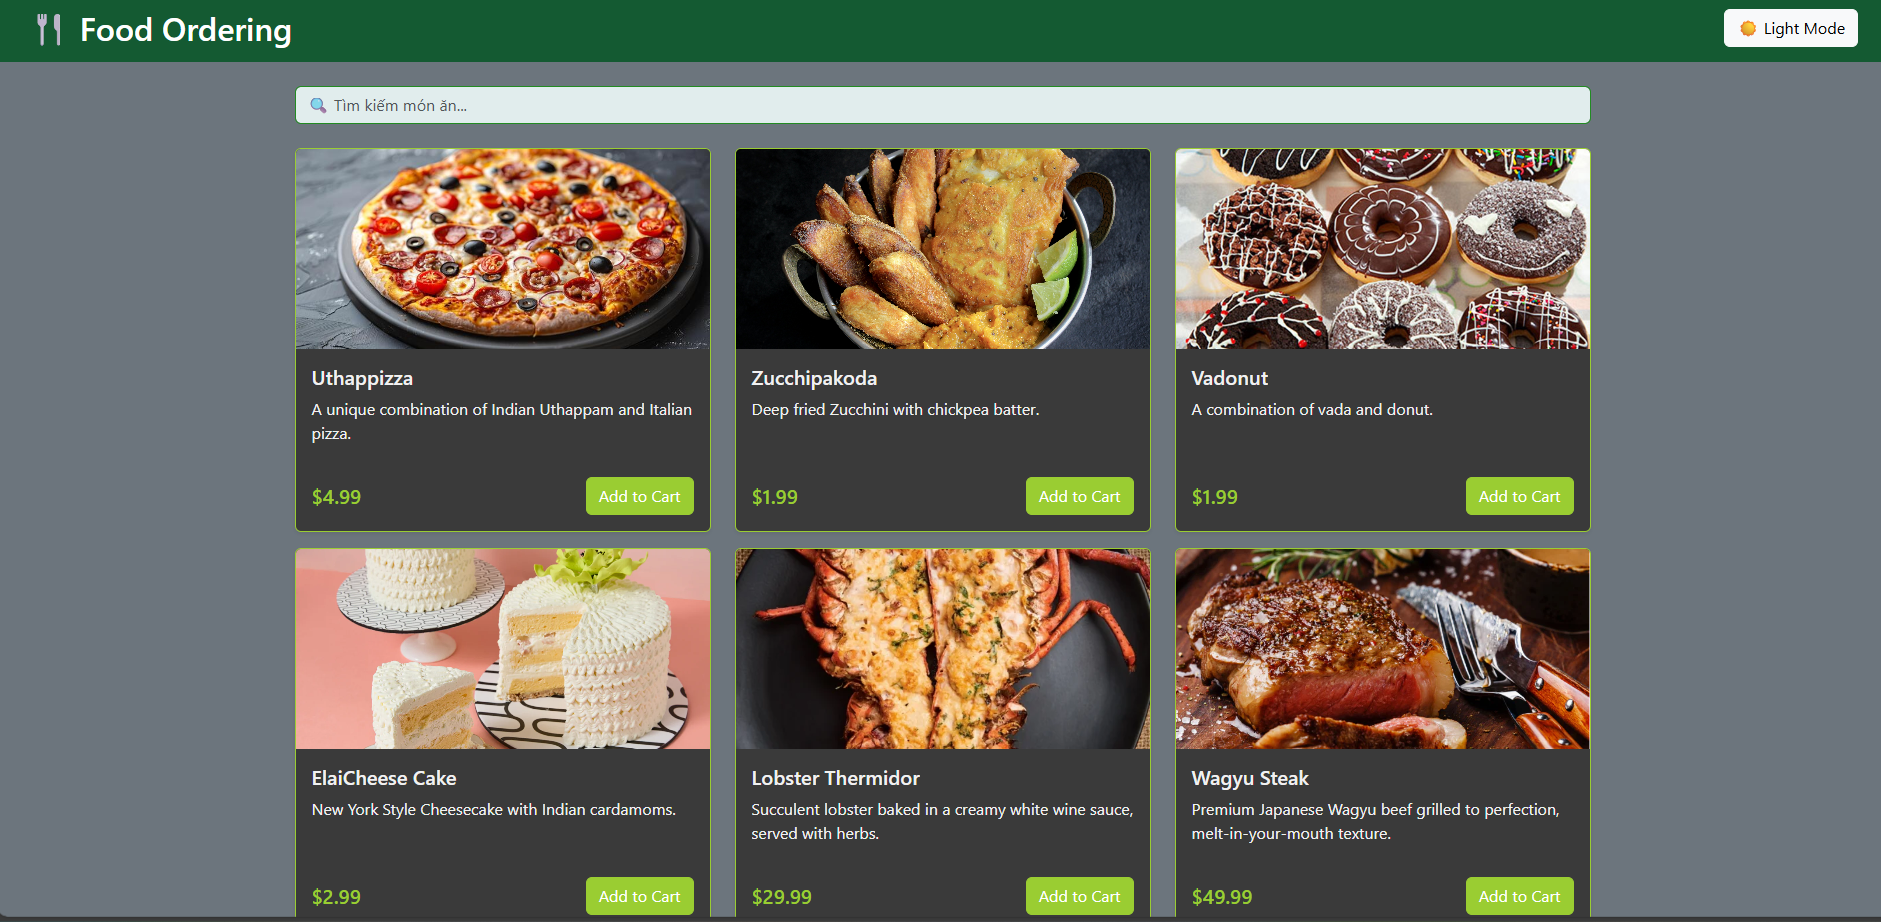 Food Ordering
Light Mode
Tìm kiếm món ăn...
Uthappizza
A unique combination of Indian Uthappam and Italian
pizza.
$4.99
Add to Cart
Zucchipakoda
Deep fried Zucchini with chickpea batter.
$1.99
Add to Cart
Vadonut
A combination of vada and donut.
$1.99
Add to Cart
ElaiCheese Cake
New York Style Cheesecake with Indian cardamoms.
$2.99
Add to Cart
Lobster Thermidor
Succulent lobster baked in a creamy white wine sauce,
served with herbs.
$29.99
Add to Cart
Wagyu Steak
Premium Japanese Wagyu beef grilled to perfection,
melt-in-your-mouth texture.
$49.99
Add to Cart